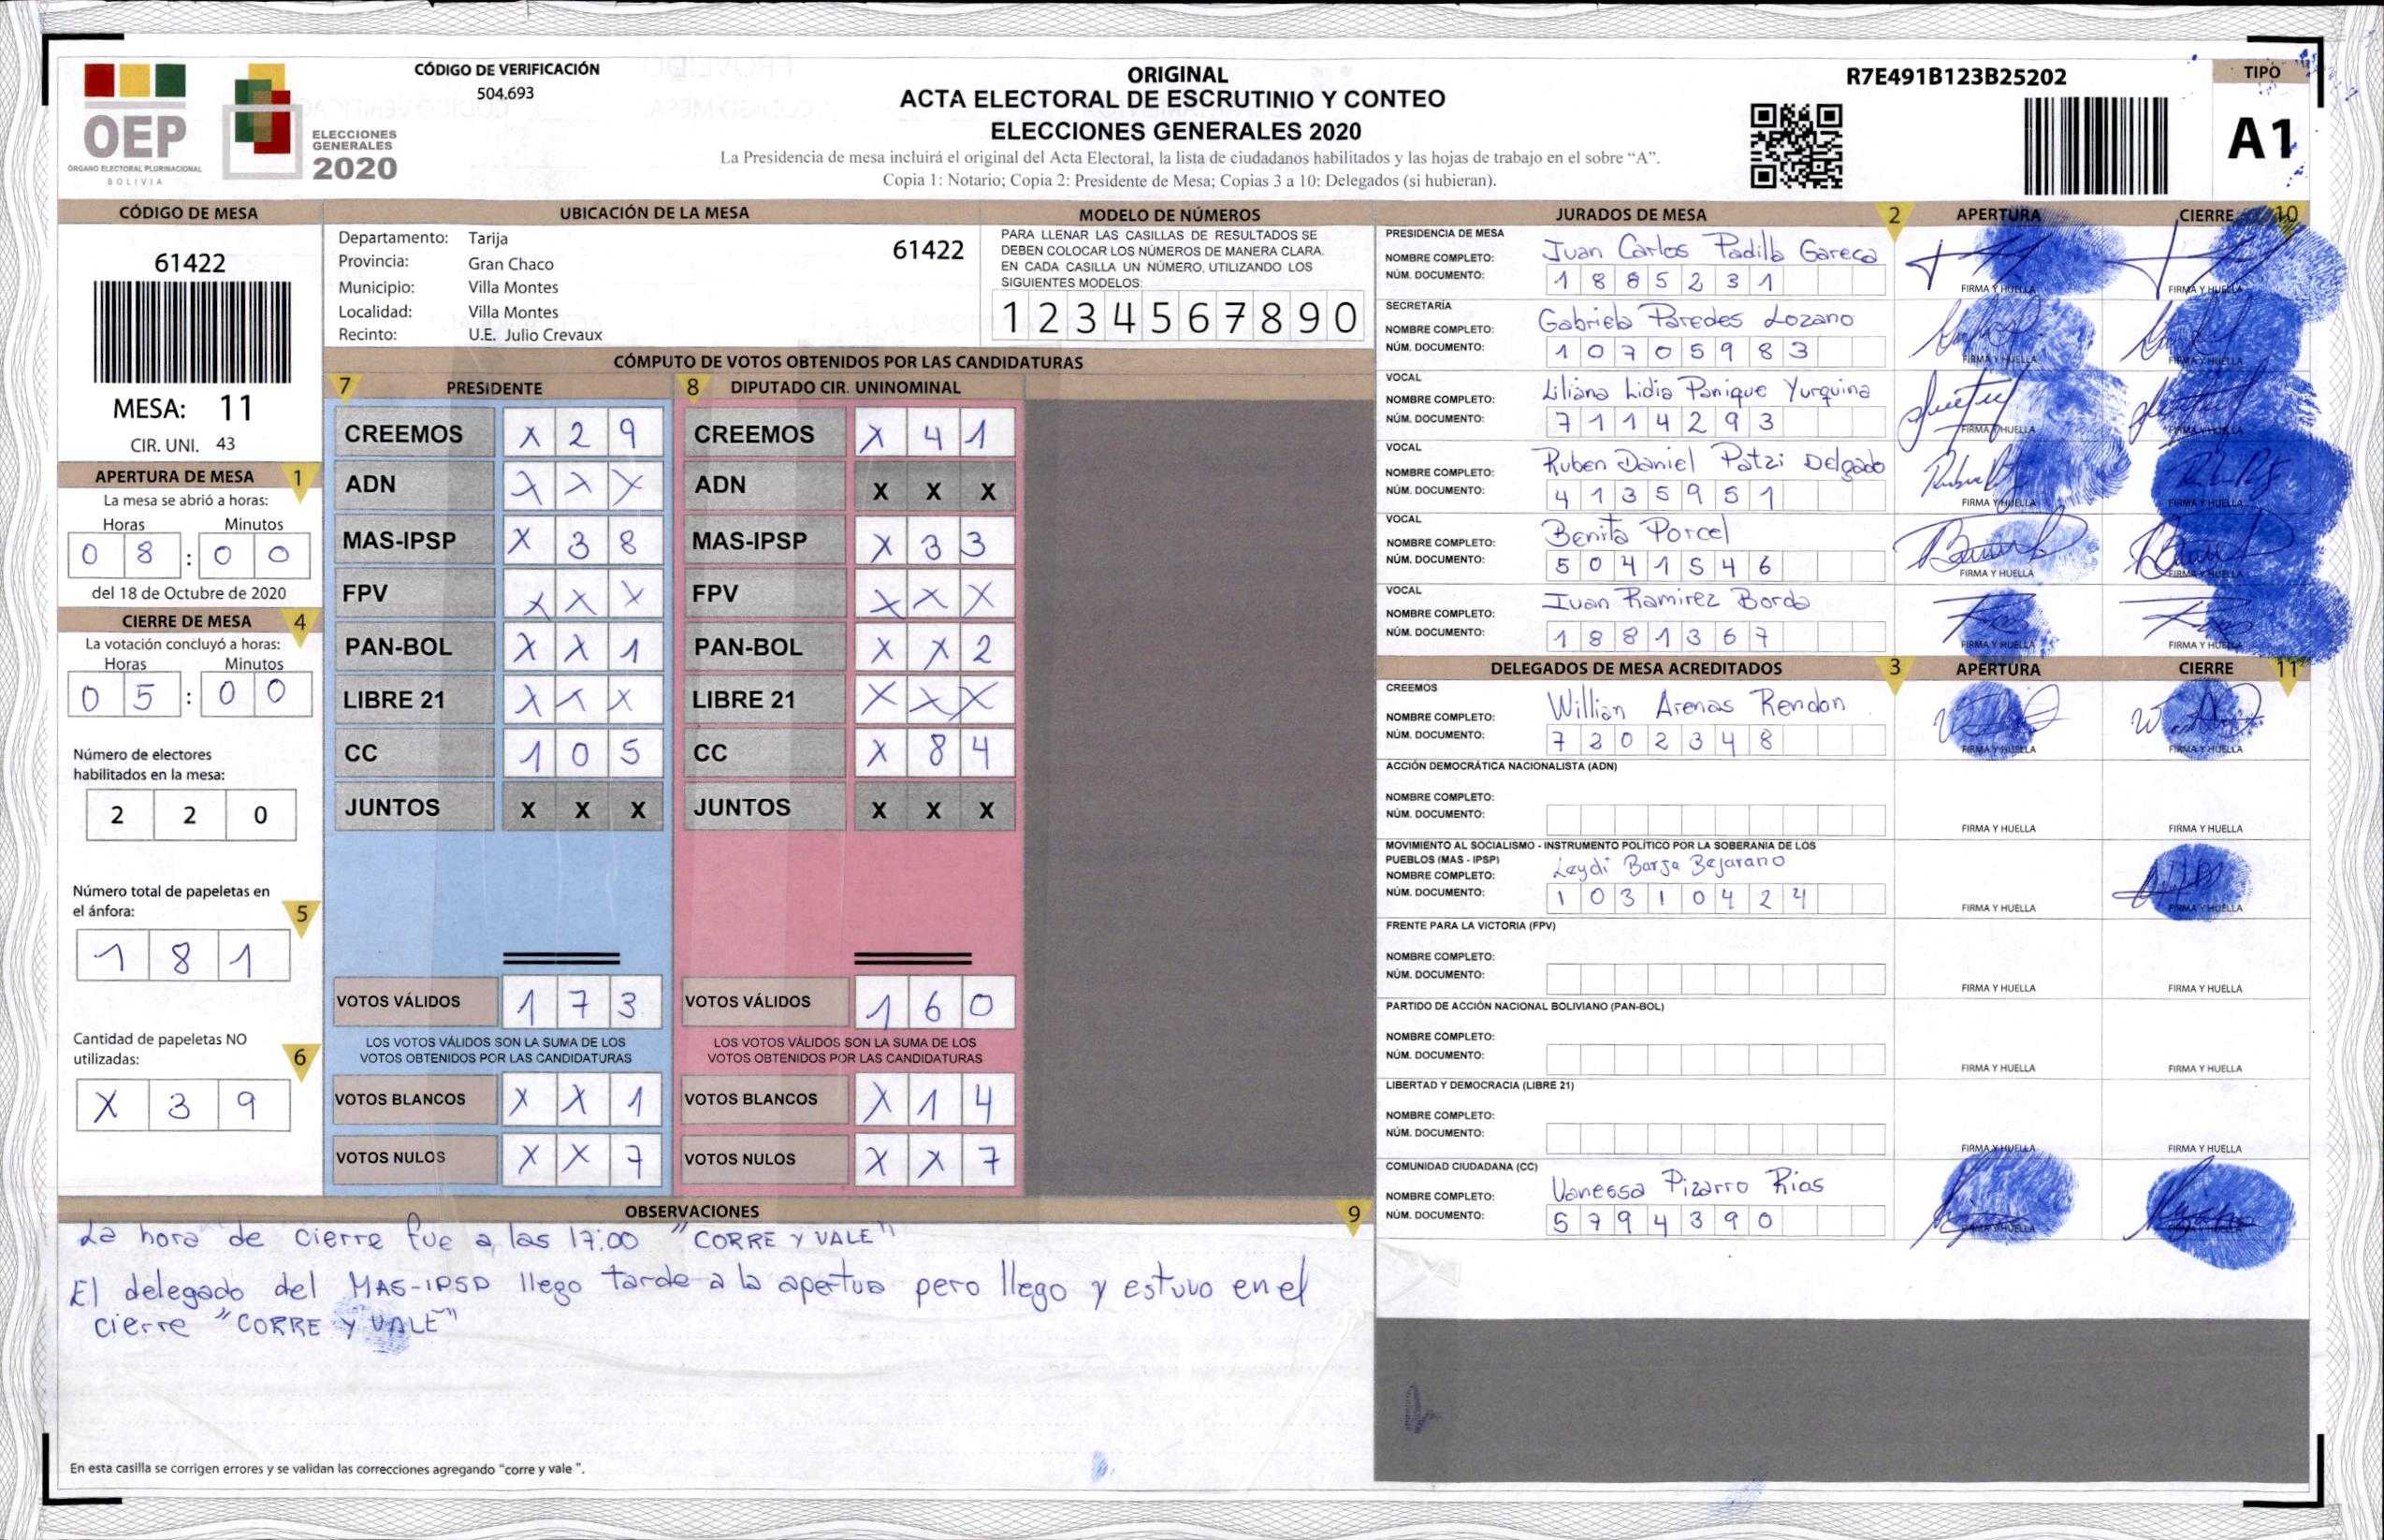 CÓDIGO DE VERIFICACIÓN
504.693
OEP
ÓRGANO ELECTORAL PLURINACIONAL
BOLIVIA
ELECCIONES
GENERALES
2020
ORIGINAL
ACTA ELECTORAL DE ESCRUTINIO Y CONTEO
ELECCIONES GENERALES 2020
La Presidencia de mesa incluirá el original del Acta Electoral, la lista de ciudadanos habilitados y las hojas de trabajo en el sobre “A”.
Copia 1: Notario; Copia 2: Presidente de Mesa; Copias 3 a 10: Delegados (si hubieran).
R7E491B123B25202
TIPO
A1
CÓDIGO DE MESA
61422
MESA: 11
CIR. UNI. 43
APERTURA DE MESA 1
La mesa se abrió a horas:
Horas Minutos
0 8 : 0 0
del 18 de Octubre de 2020
CIERRE DE MESA 4
La votación concluyó a horas:
Horas Minutos
0 5 : 0 0
Número de electores
habilitados en la mesa:
2 2 0
Número total de papeletas en
el ánfora: 5
1 8 1
Cantidad de papeletas NO
utilizadas: 6
X 3 9
UBICACIÓN DE LA MESA
Departamento: Tarija
61422
Provincia: Gran Chaco
Municipio: Villa Montes
Localidad: Villa Montes
Recinto: U.E. Julio Crevaux
MODELO DE NÚMEROS
PARA LLENAR LAS CASILLAS DE RESULTADOS SE
DEBEN COLOCAR LOS NÚMEROS DE MANERA CLARA.
EN CADA CASILLA UN NÚMERO, UTILIZANDO LOS
SIGUIENTES MODELOS:
1 2 3 4 5 6 7 8 9 0
CÓMPUTO DE VOTOS OBTENIDOS POR LAS CANDIDATURAS
7 PRESIDENTE
CREEMOS X 2 9
ADN X X X
MAS-IPSP X 3 8
FPV X X X
PAN-BOL X X 1
LIBRE 21 X X X
CC 1 0 5
JUNTOS X X X
VOTOS VÁLIDOS 1 7 3
LOS VOTOS VÁLIDOS SON LA SUMA DE LOS
VOTOS OBTENIDOS POR LAS CANDIDATURAS
VOTOS BLANCOS X X 1
VOTOS NULOS X X 7
8 DIPUTADO CIR. UNINOMINAL
CREEMOS X 4 1
ADN X X X
MAS-IPSP X 3 3
FPV X X X
PAN-BOL X X 2
LIBRE 21 X X X
CC X 8 4
JUNTOS X X X
VOTOS VÁLIDOS 1 6 0
LOS VOTOS VÁLIDOS SON LA SUMA DE LOS
VOTOS OBTENIDOS POR LAS CANDIDATURAS
VOTOS BLANCOS X 1 4
VOTOS NULOS X X 7
OBSERVACIONES 9
La hora de cierre fue a las 17:00 "CORRE Y VALE"
El delegado del MAS-IPSP llego tarde a la apertua pero llego y estuvo en el
cierre "CORRE Y VALE"
En esta casilla se corrigen errores y se validan las correcciones agregando “corre y vale ”.
JURADOS DE MESA 2 APERTURA CIERRE 10
PRESIDENCIA DE MESA
NOMBRE COMPLETO: Juan Carlos Padilla Gareca
NÚM. DOCUMENTO: 1 8 8 5 2 3 1
FIRMA Y HUELLA FIRMA Y HUELLA
SECRETARÍA
NOMBRE COMPLETO: Gabriela Paredes Lozano
NÚM. DOCUMENTO: 1 0 7 0 5 9 8 3
FIRMA Y HUELLA FIRMA Y HUELLA
VOCAL
NOMBRE COMPLETO: Liliana Lidia Panique Yurquina
NÚM. DOCUMENTO: 7 1 1 4 2 9 3
FIRMA Y HUELLA FIRMA Y HUELLA
VOCAL
NOMBRE COMPLETO: Ruben Daniel Patzi Delgado
NÚM. DOCUMENTO: 4 1 3 5 9 5 1
FIRMA Y HUELLA FIRMA Y HUELLA
VOCAL
NOMBRE COMPLETO: Benita Porcel
NÚM. DOCUMENTO: 5 0 4 1 5 4 6
FIRMA Y HUELLA FIRMA Y HUELLA
VOCAL
NOMBRE COMPLETO: Ivan Ramirez Borda
NÚM. DOCUMENTO: 1 8 8 1 3 6 7
FIRMA Y HUELLA FIRMA Y HUELLA
DELEGADOS DE MESA ACREDITADOS 3 APERTURA CIERRE 11
CREEMOS
NOMBRE COMPLETO: Willian Arenas Rendon
NÚM. DOCUMENTO: 7 2 0 2 3 4 8
FIRMA Y HUELLA FIRMA Y HUELLA
ACCIÓN DEMOCRÁTICA NACIONALISTA (ADN)
NOMBRE COMPLETO:
NÚM. DOCUMENTO:
FIRMA Y HUELLA FIRMA Y HUELLA
MOVIMIENTO AL SOCIALISMO - INSTRUMENTO POLÍTICO POR LA SOBERANIA DE LOS
PUEBLOS (MAS - IPSP)
NOMBRE COMPLETO: Leydi Barja Bejarano
NÚM. DOCUMENTO: 1 0 3 1 0 4 2 4
FIRMA Y HUELLA FIRMA Y HUELLA
FRENTE PARA LA VICTORIA (FPV)
NOMBRE COMPLETO:
NÚM. DOCUMENTO:
FIRMA Y HUELLA FIRMA Y HUELLA
PARTIDO DE ACCIÓN NACIONAL BOLIVIANO (PAN-BOL)
NOMBRE COMPLETO:
NÚM. DOCUMENTO:
FIRMA Y HUELLA FIRMA Y HUELLA
LIBERTAD Y DEMOCRACIA (LIBRE 21)
NOMBRE COMPLETO:
NÚM. DOCUMENTO:
FIRMA Y HUELLA FIRMA Y HUELLA
COMUNIDAD CIUDADANA (CC)
NOMBRE COMPLETO: Vanessa Pizarro Rios
NÚM. DOCUMENTO: 5 7 9 4 3 9 0
FIRMA Y HUELLA FIRMA Y HUELLA